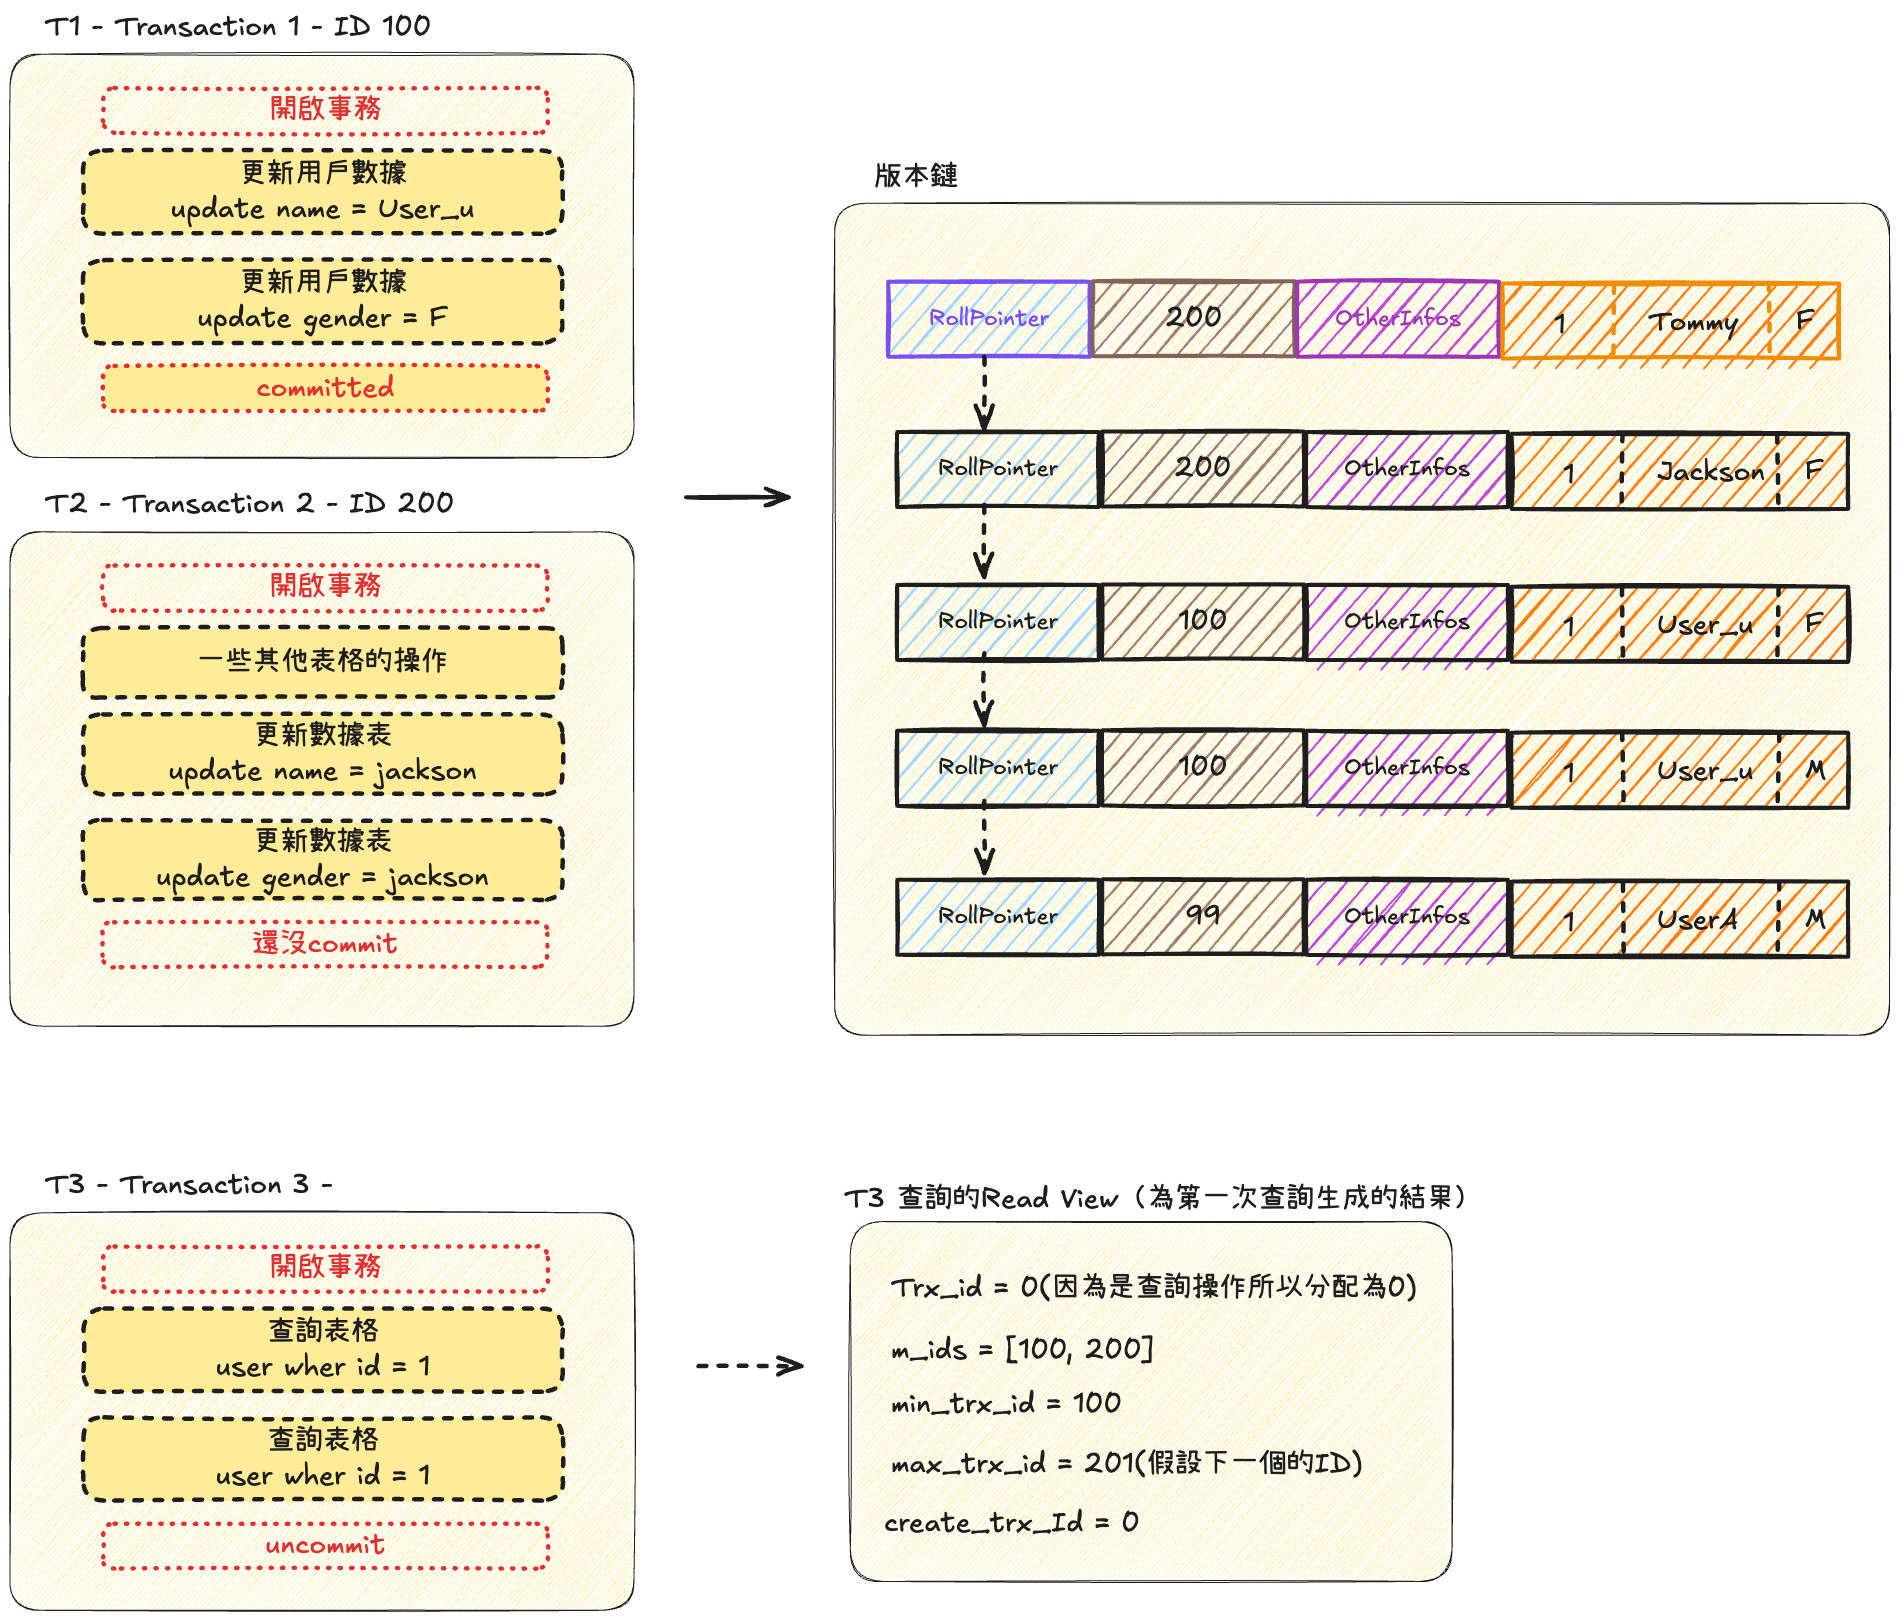 T1 - Transaction 1 - ID 100
開啟事務
更新用戶數據
update name = User_u
更新用戶數據
update gender = F
committed
T2 - Transaction 2 - ID 200
開啟事務
一些其他表格的操作
更新數據表
update name = jackson
更新數據表
update gender = jackson
還沒commit
版本鏈
RollPointer 200 OtherInfos 1 Tommy F
RollPointer 200 OtherInfos 1 Jackson F
RollPointer 100 OtherInfos 1 User_u F
RollPointer 100 OtherInfos 1 User_u M
RollPointer 99 OtherInfos 1 UserA M
T3 - Transaction 3 -
開啟事務
查詢表格
user wher id = 1
查詢表格
user wher id = 1
uncommit
T3 查詢的Read View（為第一次查詢生成的結果）
Trx_id = 0(因為是查詢操作所以分配為0)
m_ids = [100, 200]
min_trx_id = 100
max_trx_id = 201(假設下一個的ID)
create_trx_Id = 0